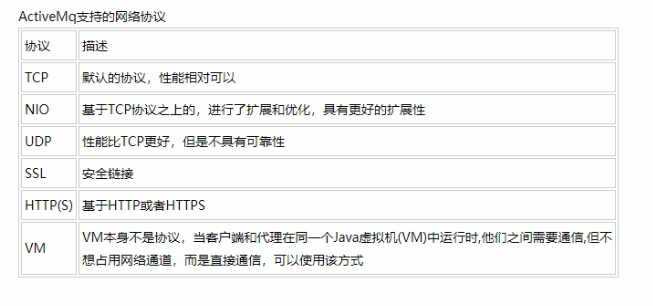 ActiveMq支持的网络协议
协议 描述
TCP 默认的协议，性能相对可以
NIO 基于TCP协议之上的，进行了扩展和优化，具有更好的扩展性
UDP 性能比TCP更好，但是不具有可靠性
SSL 安全链接
HTTP(S) 基于HTTP或者HTTPS
VM VM本身不是协议，当客户端和代理在同一个Java虚拟机(VM)中运行时,他们之间需要通信,但不
想占用网络通道，而是直接通信，可以使用该方式